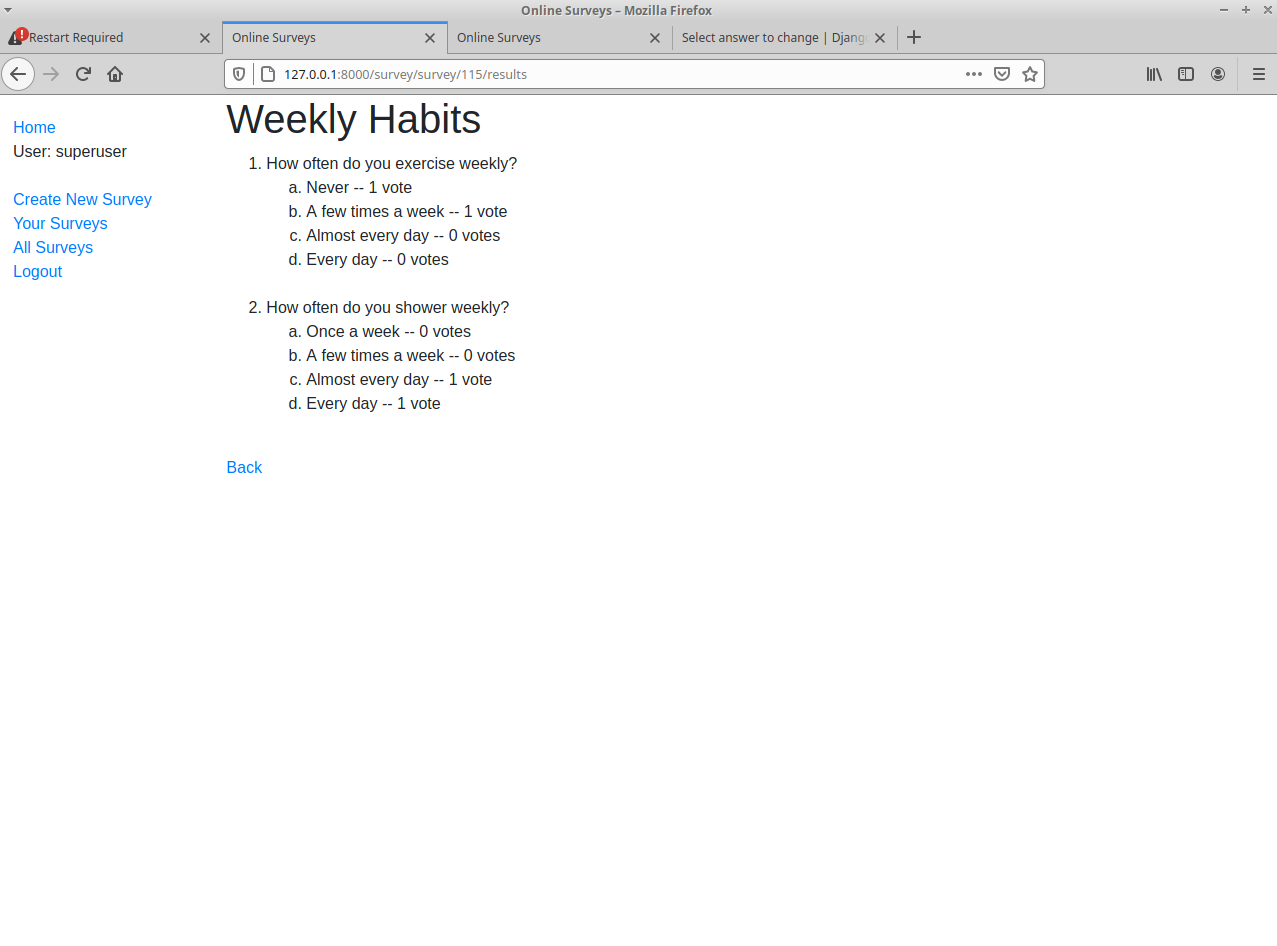 Online Surveys – Mozilla Firefox
Restart Required
Online Surveys
Online Surveys
Select answer to change | Djang
127.0.0.1:8000/survey/survey/115/results
Home
User: superuser
Create New Survey
Your Surveys
All Surveys
Logout
Weekly Habits
1. How often do you exercise weekly?
a. Never -- 1 vote
b. A few times a week -- 1 vote
c. Almost every day -- 0 votes
d. Every day -- 0 votes
2. How often do you shower weekly?
a. Once a week -- 0 votes
b. A few times a week -- 0 votes
c. Almost every day -- 1 vote
d. Every day -- 1 vote
Back